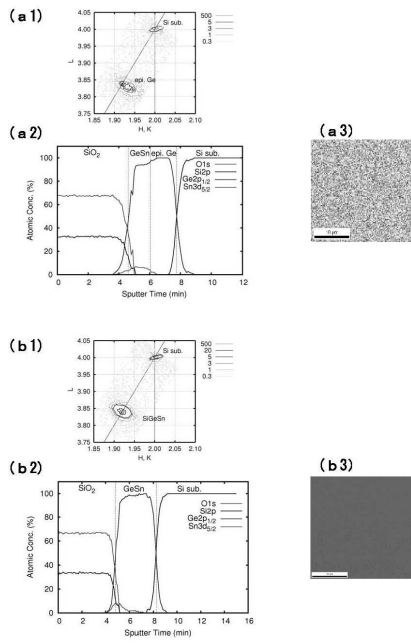 (a1)
4.05
4.00
3.95
3.90
3.85
3.80
3.75
L
Si sub.
epi. Ge
500
5
3
1
0.3
1.85 1.90 1.95 2.00 2.05 2.10
H, K
(a2)
SiO2 GeSn epi. Ge Si sub.
O1s
Si2p
Ge2p1/2
Sn3d5/2
100
80
60
40
20
0
Atomic Conc. (%)
0 2 4 6 8 10 12
Sputter Time (min)
(a3)
(b1)
4.05
4.00
3.95
3.90
3.85
3.80
3.75
L
Si sub.
SiGeSn
500
20
5
3
1
0.3
1.85 1.90 1.95 2.00 2.05 2.10
H, K
(b2)
SiO2 GeSn Si sub.
O1s
Si2p
Ge2p1/2
Sn3d5/2
100
80
60
40
20
0
Atomic Conc. (%)
0 2 4 6 8 10 12 14 16
Sputter Time (min)
(b3)